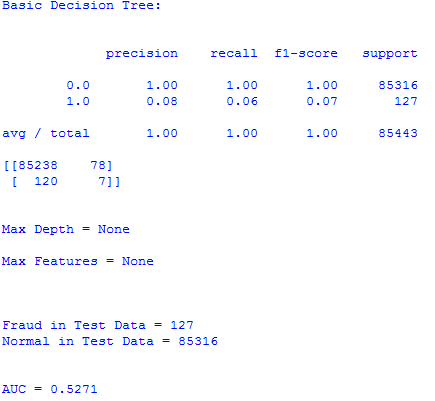 Basic Decision Tree:
precision recall f1-score support
0.0 1.00 1.00 1.00 85316
1.0 0.08 0.06 0.07 127
avg / total 1.00 1.00 1.00 85443
[[85238 78]
[ 120 7]]
Max Depth = None
Max Features = None
Fraud in Test Data = 127
Normal in Test Data = 85316
AUC = 0.5271